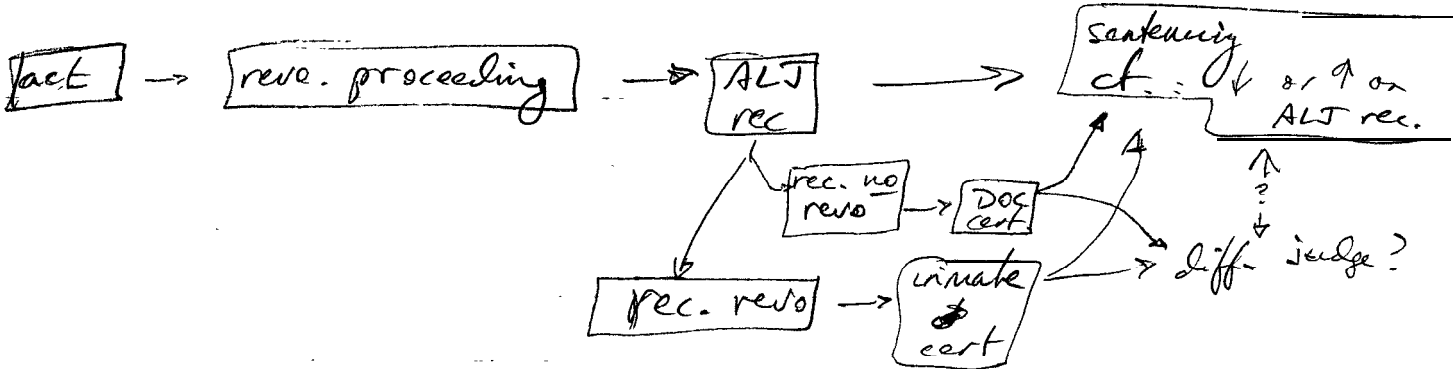 act
revo. proceeding
ALJ
rec
sentencing
ct. : ↓ or ↑ on
ALJ rec.
rec. no
revo
DOC
cert.
?
diff. judge?
rec. revo
inmate
cert